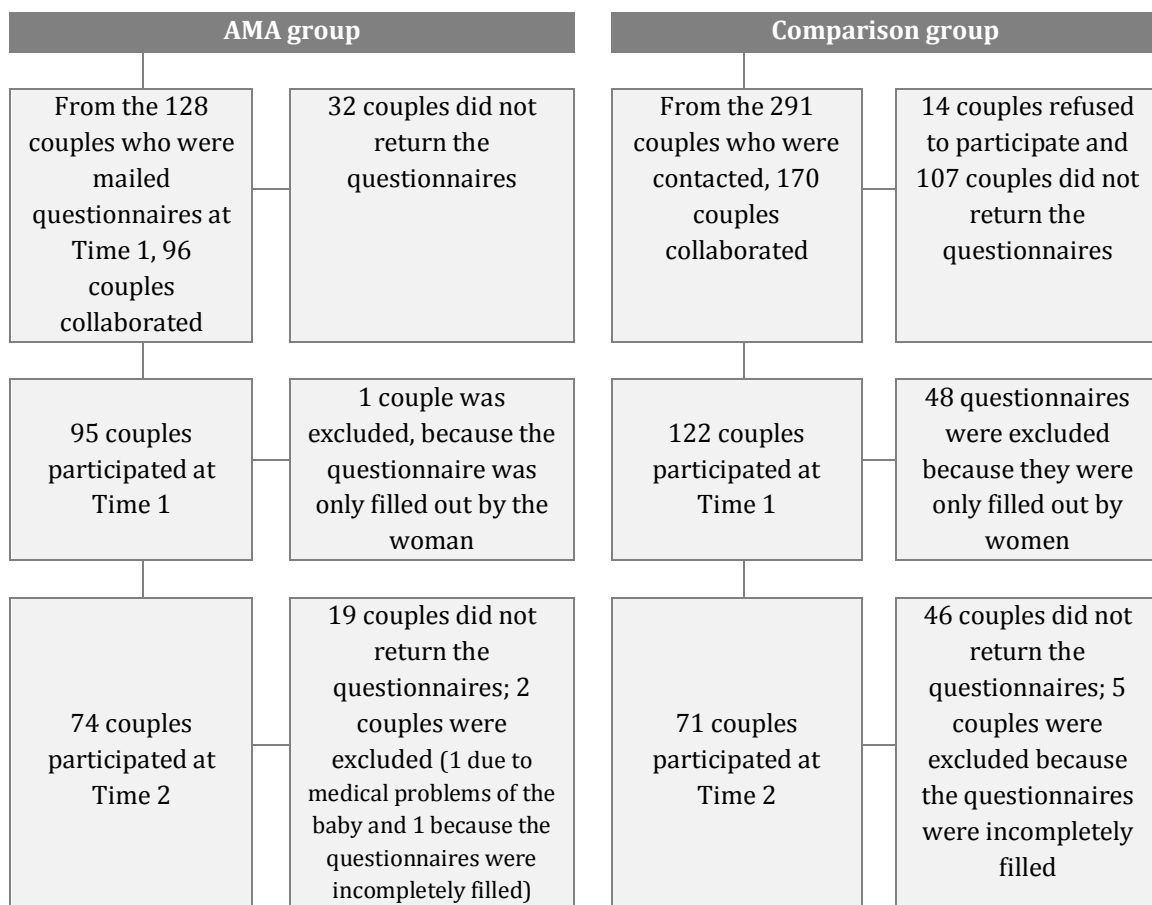 AMA group
From the 128
couples who were
mailed
questionnaires at
Time 1, 96
couples
collaborated
32 couples did not
return the
questionnaires
95 couples
participated at
Time 1
1 couple was
excluded, because the
questionnaire was
only filled out by the
woman
74 couples
participated at
Time 2
19 couples did not
return the
questionnaires; 2
couples were
excluded (1 due to
medical problems of the
baby and 1 because the
questionnaires were
incompletely filled)
Comparison group
From the 291
couples who were
contacted, 170
couples
collaborated
14 couples refused
to participate and
107 couples did not
return the
questionnaires
122 couples
participated at
Time 1
48 questionnaires
were excluded
because they were
only filled out by
women
71 couples
participated at
Time 2
46 couples did not
return the
questionnaires; 5
couples were
excluded because
the questionnaires
were incompletely
filled